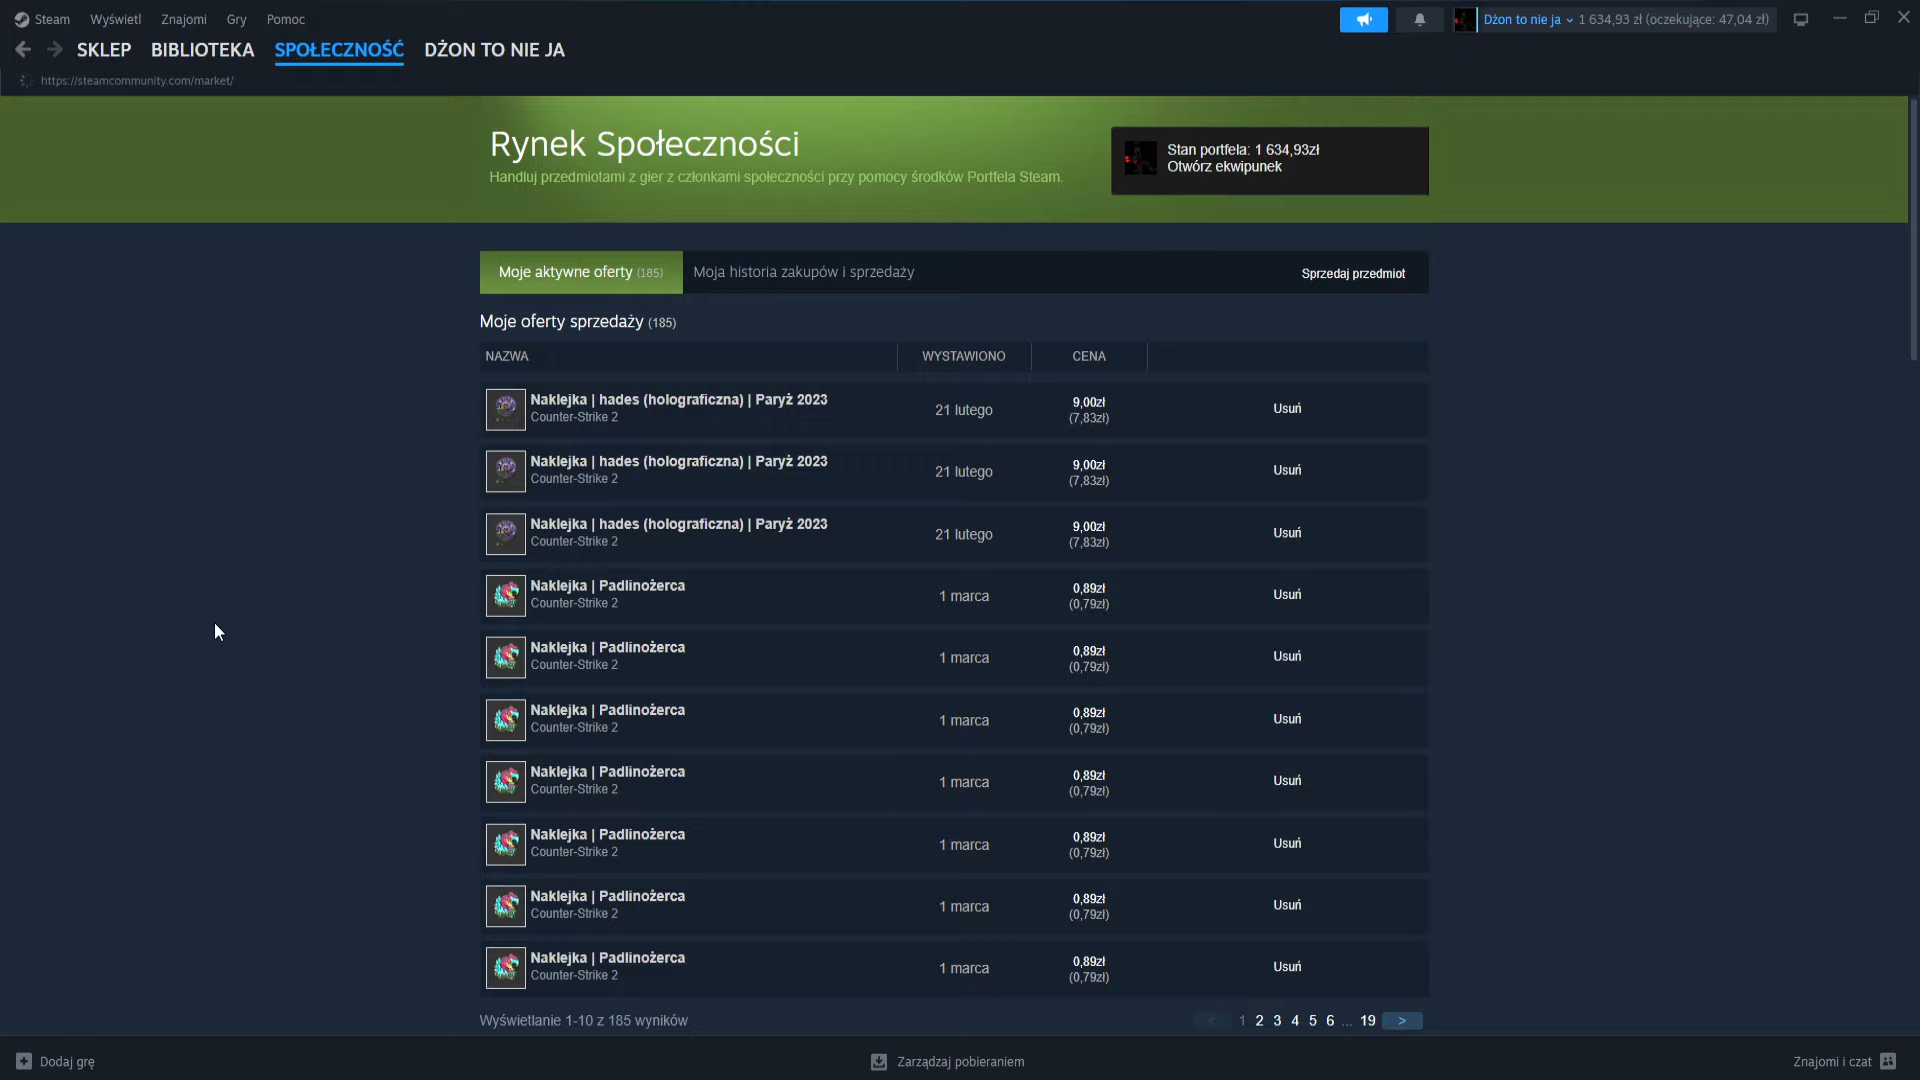 Steam Wyświetl Znajomi Gry Pomoc
Dżon to nie ja 1 634,93 zł (oczekujące: 47,04 zł)
SKLEP BIBLIOTEKA SPOŁECZNOŚĆ DŻON TO NIE JA
https://steamcommunity.com/market/
Rynek Społeczności
Handluj przedmiotami z gier z członkami społeczności przy pomocy środków Portfela Steam.
Stan portfela: 1 634,93zł
Otwórz ekwipunek
Moje aktywne oferty (185) Moja historia zakupów i sprzedaży Sprzedaj przedmiot
Moje oferty sprzedaży (185)
NAZWA WYSTAWIONO CENA
Naklejka | hades (holograficzna) | Paryż 2023
Counter-Strike 2
21 lutego
9,00zł
(7,83zł)
Usuń
Naklejka | hades (holograficzna) | Paryż 2023
Counter-Strike 2
21 lutego
9,00zł
(7,83zł)
Usuń
Naklejka | hades (holograficzna) | Paryż 2023
Counter-Strike 2
21 lutego
9,00zł
(7,83zł)
Usuń
Naklejka | Padlinożerca
Counter-Strike 2
1 marca
0,89zł
(0,79zł)
Usuń
Naklejka | Padlinożerca
Counter-Strike 2
1 marca
0,89zł
(0,79zł)
Usuń
Naklejka | Padlinożerca
Counter-Strike 2
1 marca
0,89zł
(0,79zł)
Usuń
Naklejka | Padlinożerca
Counter-Strike 2
1 marca
0,89zł
(0,79zł)
Usuń
Naklejka | Padlinożerca
Counter-Strike 2
1 marca
0,89zł
(0,79zł)
Usuń
Naklejka | Padlinożerca
Counter-Strike 2
1 marca
0,89zł
(0,79zł)
Usuń
Naklejka | Padlinożerca
Counter-Strike 2
1 marca
0,89zł
(0,79zł)
Usuń
Wyświetlanie 1-10 z 185 wyników
< 1 2 3 4 5 6 ... 19 >
Dodaj grę
Zarządzaj pobieraniem
Znajomi i czat